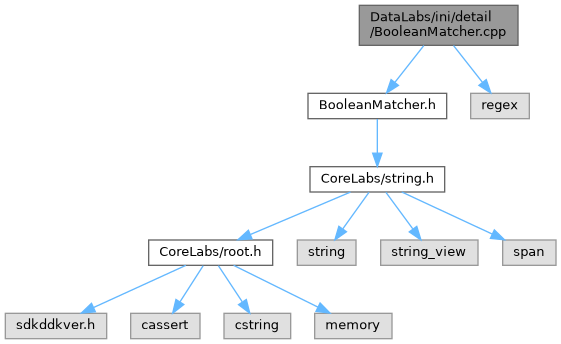 DataLabs/ini/detail
/BooleanMatcher.cpp
BooleanMatcher.h
regex
CoreLabs/string.h
CoreLabs/root.h
string
string_view
span
sdkddkver.h
cassert
cstring
memory